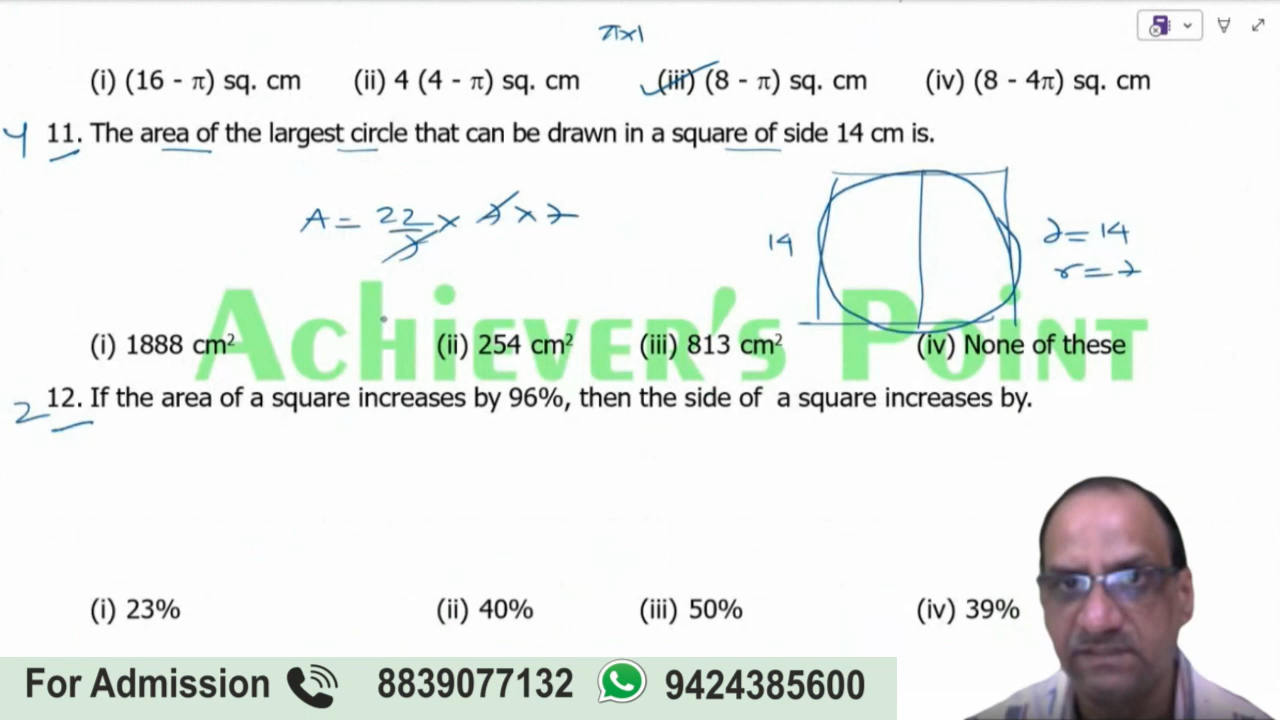 π×1
(i) (16 - π) sq. cm (ii) 4 (4 - π) sq. cm (iii) (8 - π) sq. cm (iv) (8 - 4π) sq. cm
4 11. The area of the largest circle that can be drawn in a square of side 14 cm is.
A = 22/7 × 7 × 7
14
2 = 14
r = 7
ACHIEVER'S POINT
(i) 1888 cm² (ii) 254 cm² (iii) 813 cm² (iv) None of these
2 12. If the area of a square increases by 96%, then the side of a square increases by.
(i) 23% (ii) 40% (iii) 50% (iv) 39%
For Admission 8839077132 9424385600